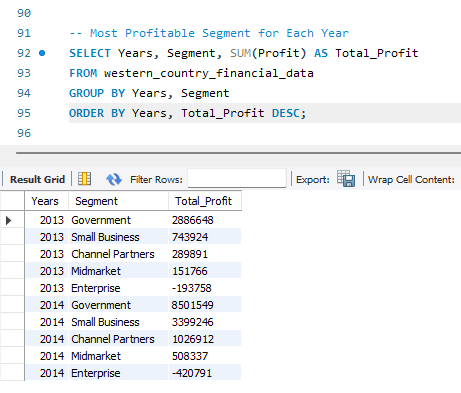 90
91 -- Most Profitable Segment for Each Year
92 SELECT Years, Segment, SUM(Profit) AS Total_Profit
93 FROM western_country_financial_data
94 GROUP BY Years, Segment
95 ORDER BY Years, Total_Profit DESC;
96
Result Grid Filter Rows: Export: Wrap Cell Content:
Years Segment Total_Profit
2013 Government 2886648
2013 Small Business 743924
2013 Channel Partners 289891
2013 Midmarket 151766
2013 Enterprise -193758
2014 Government 8501549
2014 Small Business 3399246
2014 Channel Partners 1026912
2014 Midmarket 508337
2014 Enterprise -420791